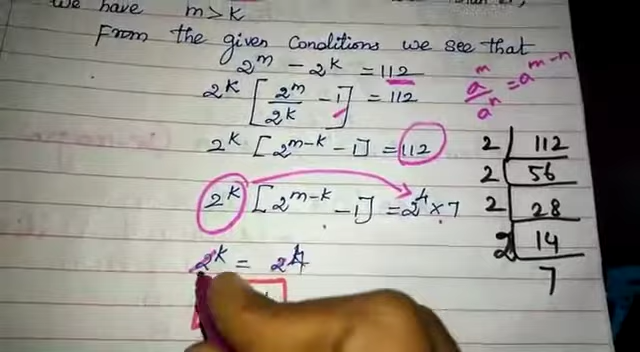 we have m>k
From the given conditions we see that
2^m - 2^k = 112
2^k [2^m/2^k - 1] = 112
a^m/a^n = a^(m-n)
2^k [2^(m-k) - 1] = 112
2^k [2^(m-k) - 1] = 2^4 × 7
2^k = 2^4
2 | 112
2 | 56
2 | 28
2 | 14
7